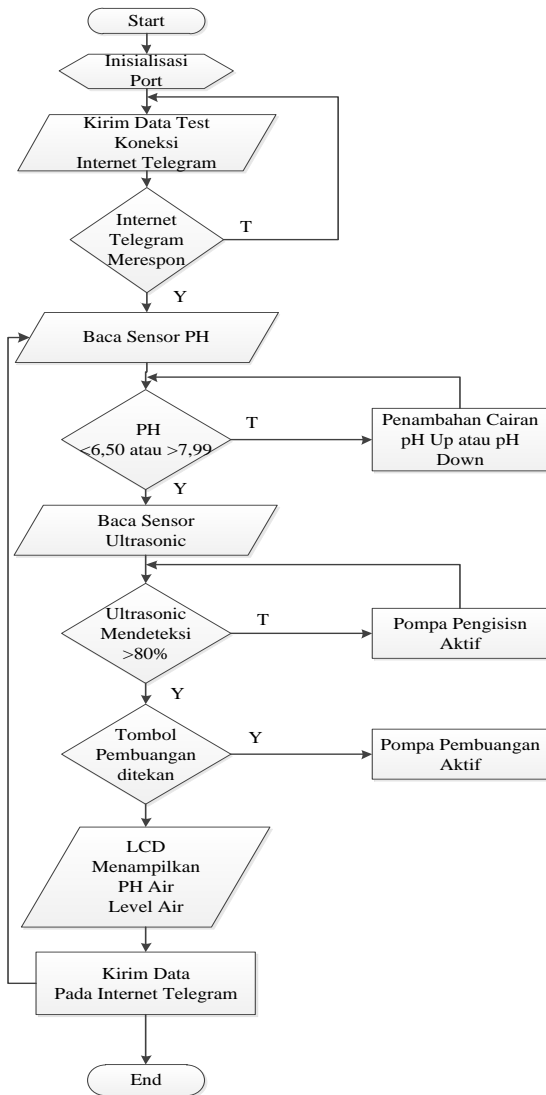 Start
Inisialisasi
Port
Kirim Data Test
Koneksi
Internet Telegram
Internet
Telegram
Merespon
T
Y
Baca Sensor PH
PH
<6,50 atau >7,99
T
Penambahan Cairan
pH Up atau pH
Down
Y
Baca Sensor
Ultrasonic
Ultrasonic
Mendeteksi
>80%
T
Pompa Pengisisn
Aktif
Y
Tombol
Pembuangan
ditekan
Y
Pompa Pembuangan
Aktif
LCD
Menampilkan
PH Air
Level Air
Kirim Data
Pada Internet Telegram
End